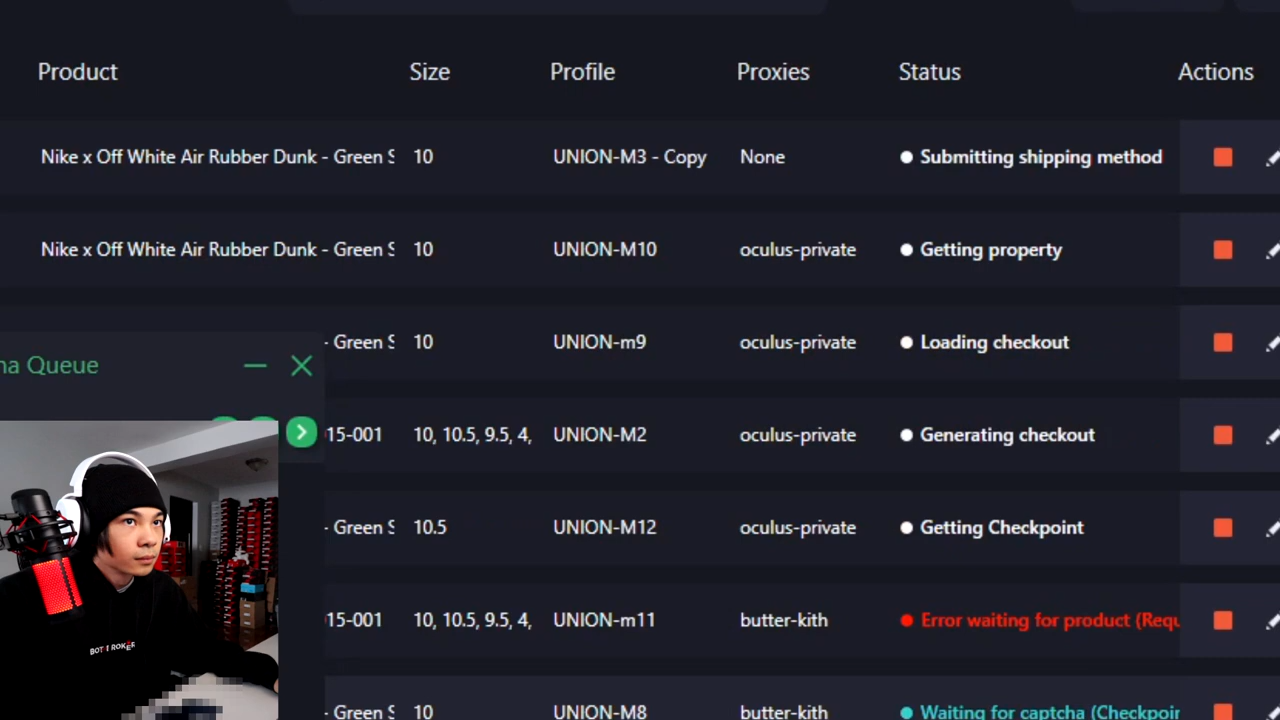 Product Size Profile Proxies Status Actions
Nike x Off White Air Rubber Dunk - Green S 10 UNION-M3 - Copy None Submitting shipping method
Nike x Off White Air Rubber Dunk - Green S 10 UNION-M10 oculus-private Getting property
- Green S 10 UNION-m9 oculus-private Loading checkout
na Queue
15-001 10, 10.5, 9.5, 4, UNION-M2 oculus-private Generating checkout
- Green S 10.5 UNION-M12 oculus-private Getting Checkpoint
15-001 10, 10.5, 9.5, 4, UNION-m11 butter-kith Error waiting for product (Requ
- Green S 10 UNION-M8 butter-kith Waiting for captcha (Checkpoin